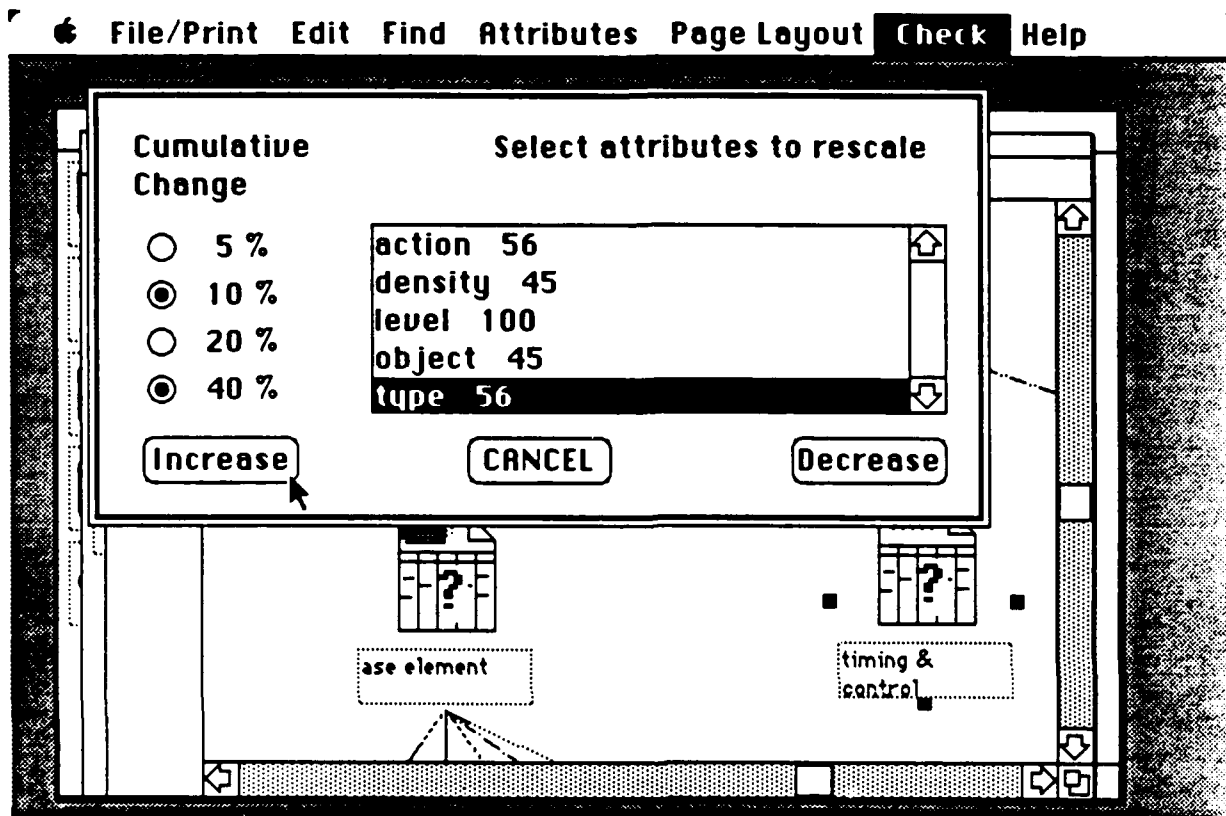 File/Print Edit Find Attributes Page Layout Check Help
Cumulative
Change
Select attributes to rescale
5 %
10 %
20 %
40 %
action 56
density 45
level 100
object 45
type 56
Increase
CANCEL
Decrease
?
?
ase element
timing &
control